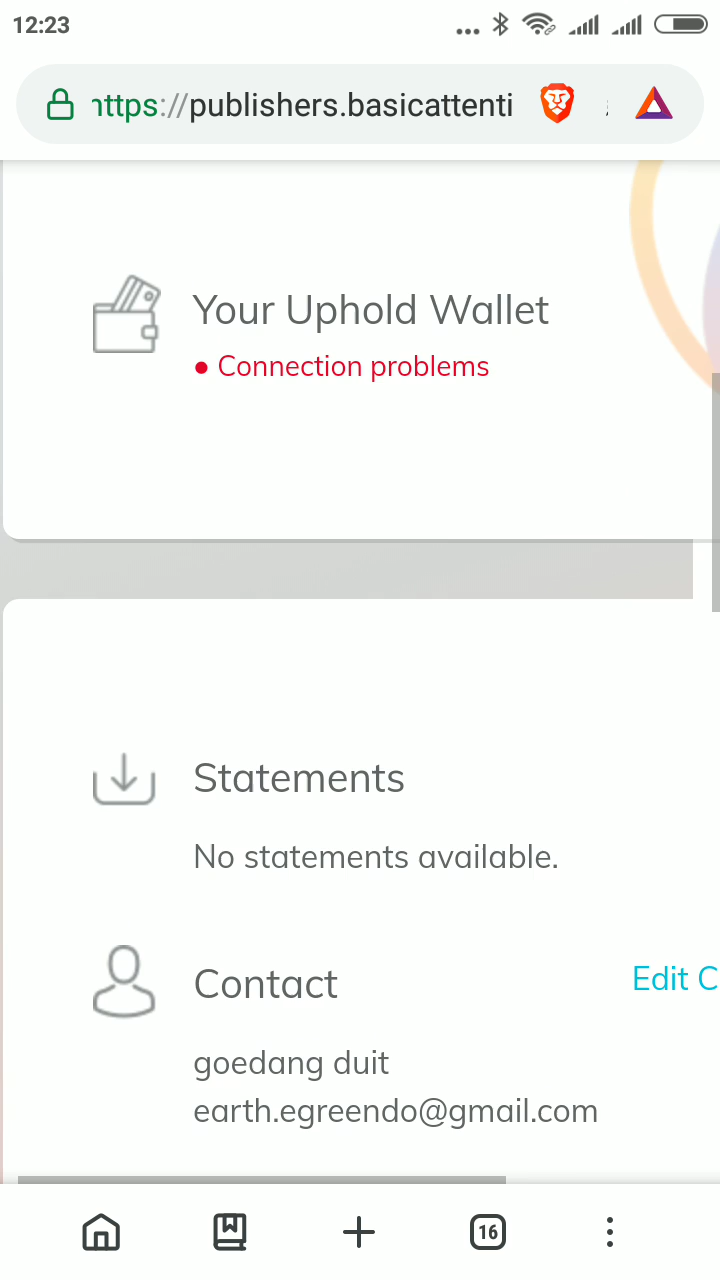 12:23
https://publishers.basicattenti
Your Uphold Wallet
• Connection problems
Statements
No statements available.
Contact
Edit C
goedang duit
earth.egreendo@gmail.com
16